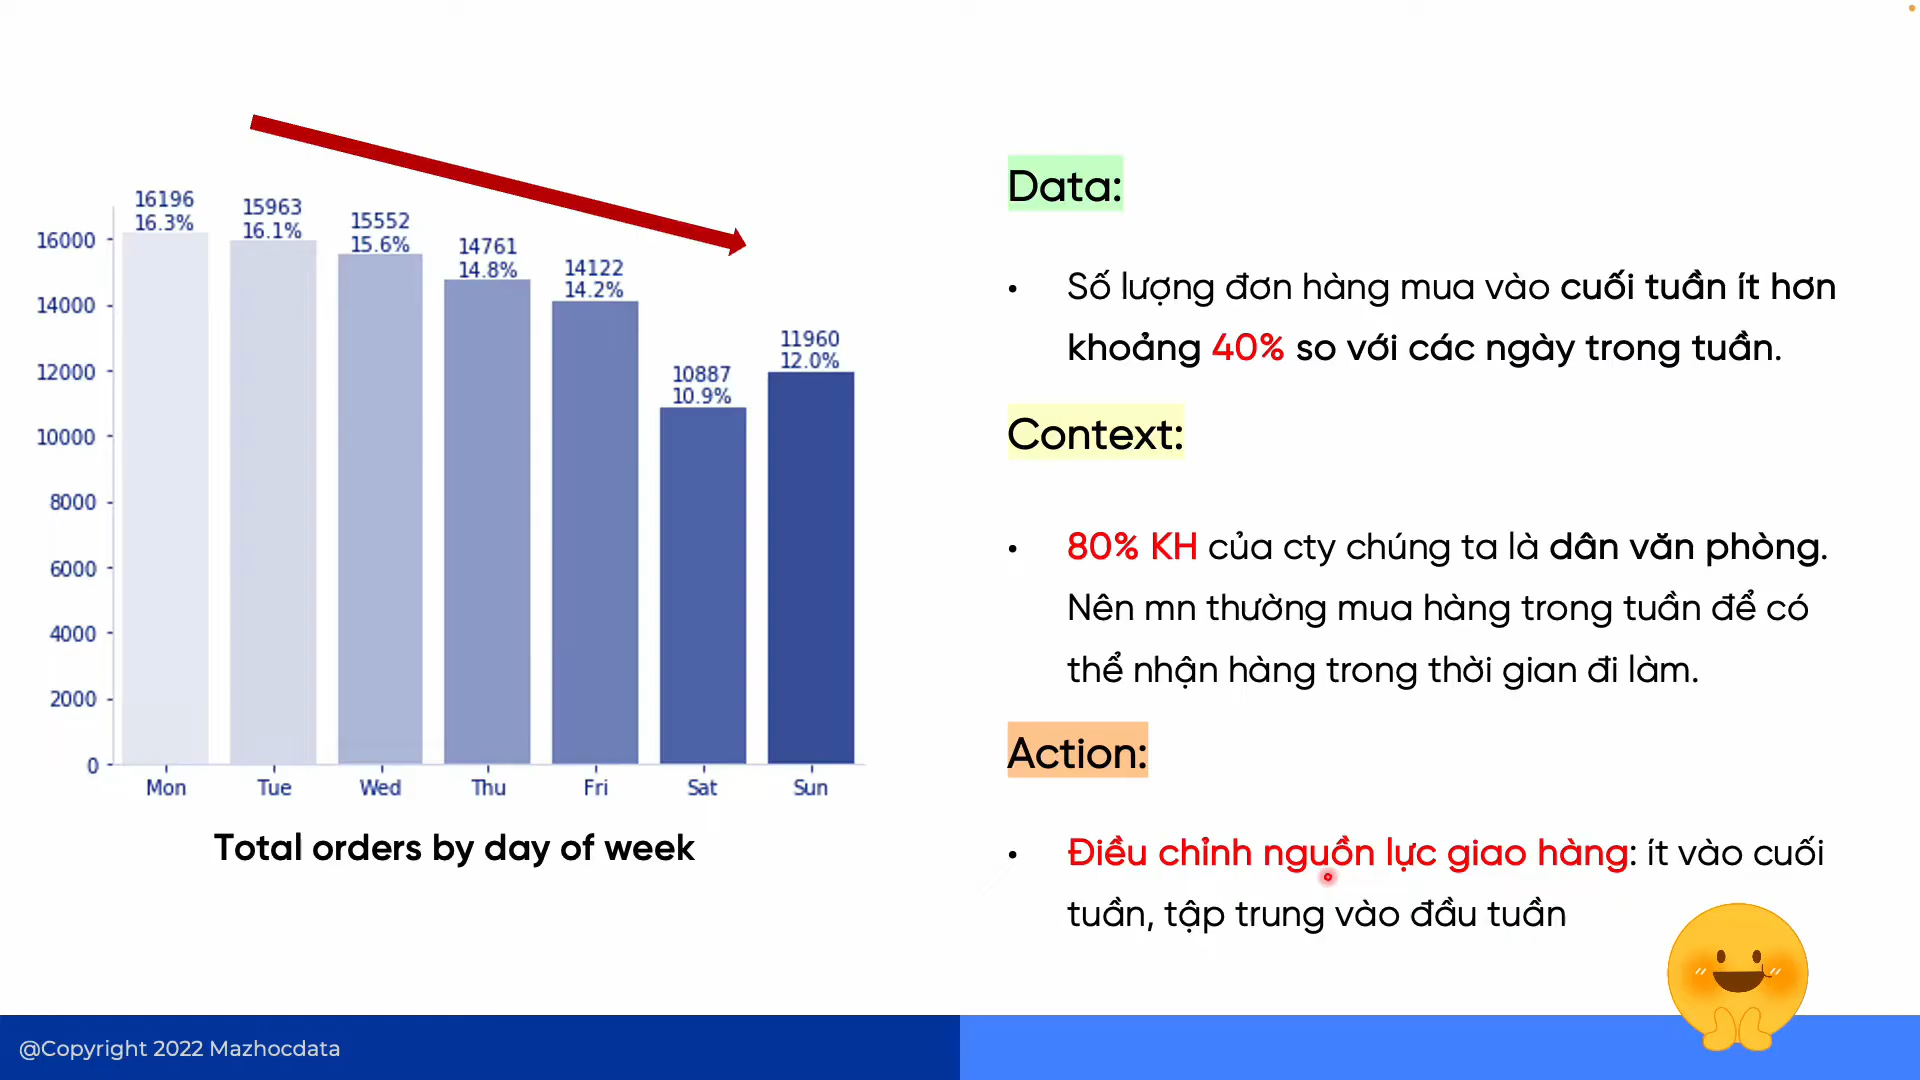 16196
16.3%
15963
16.1%
15552
15.6%
14761
14.8%
14122
14.2%
10887
10.9%
11960
12.0%
16000
14000
12000
10000
8000
6000
4000
2000
0
Mon Tue Wed Thu Fri Sat Sun
Total orders by day of week
Data:
• Số lượng đơn hàng mua vào cuối tuần ít hơn
khoảng 40% so với các ngày trong tuần.
Context:
• 80% KH của cty chúng ta là dân văn phòng.
Nên mn thường mua hàng trong tuần để có
thể nhận hàng trong thời gian đi làm.
Action:
• Điều chỉnh nguồn lực giao hàng: ít vào cuối
tuần, tập trung vào đầu tuần
@Copyright 2022 Mazhocdata